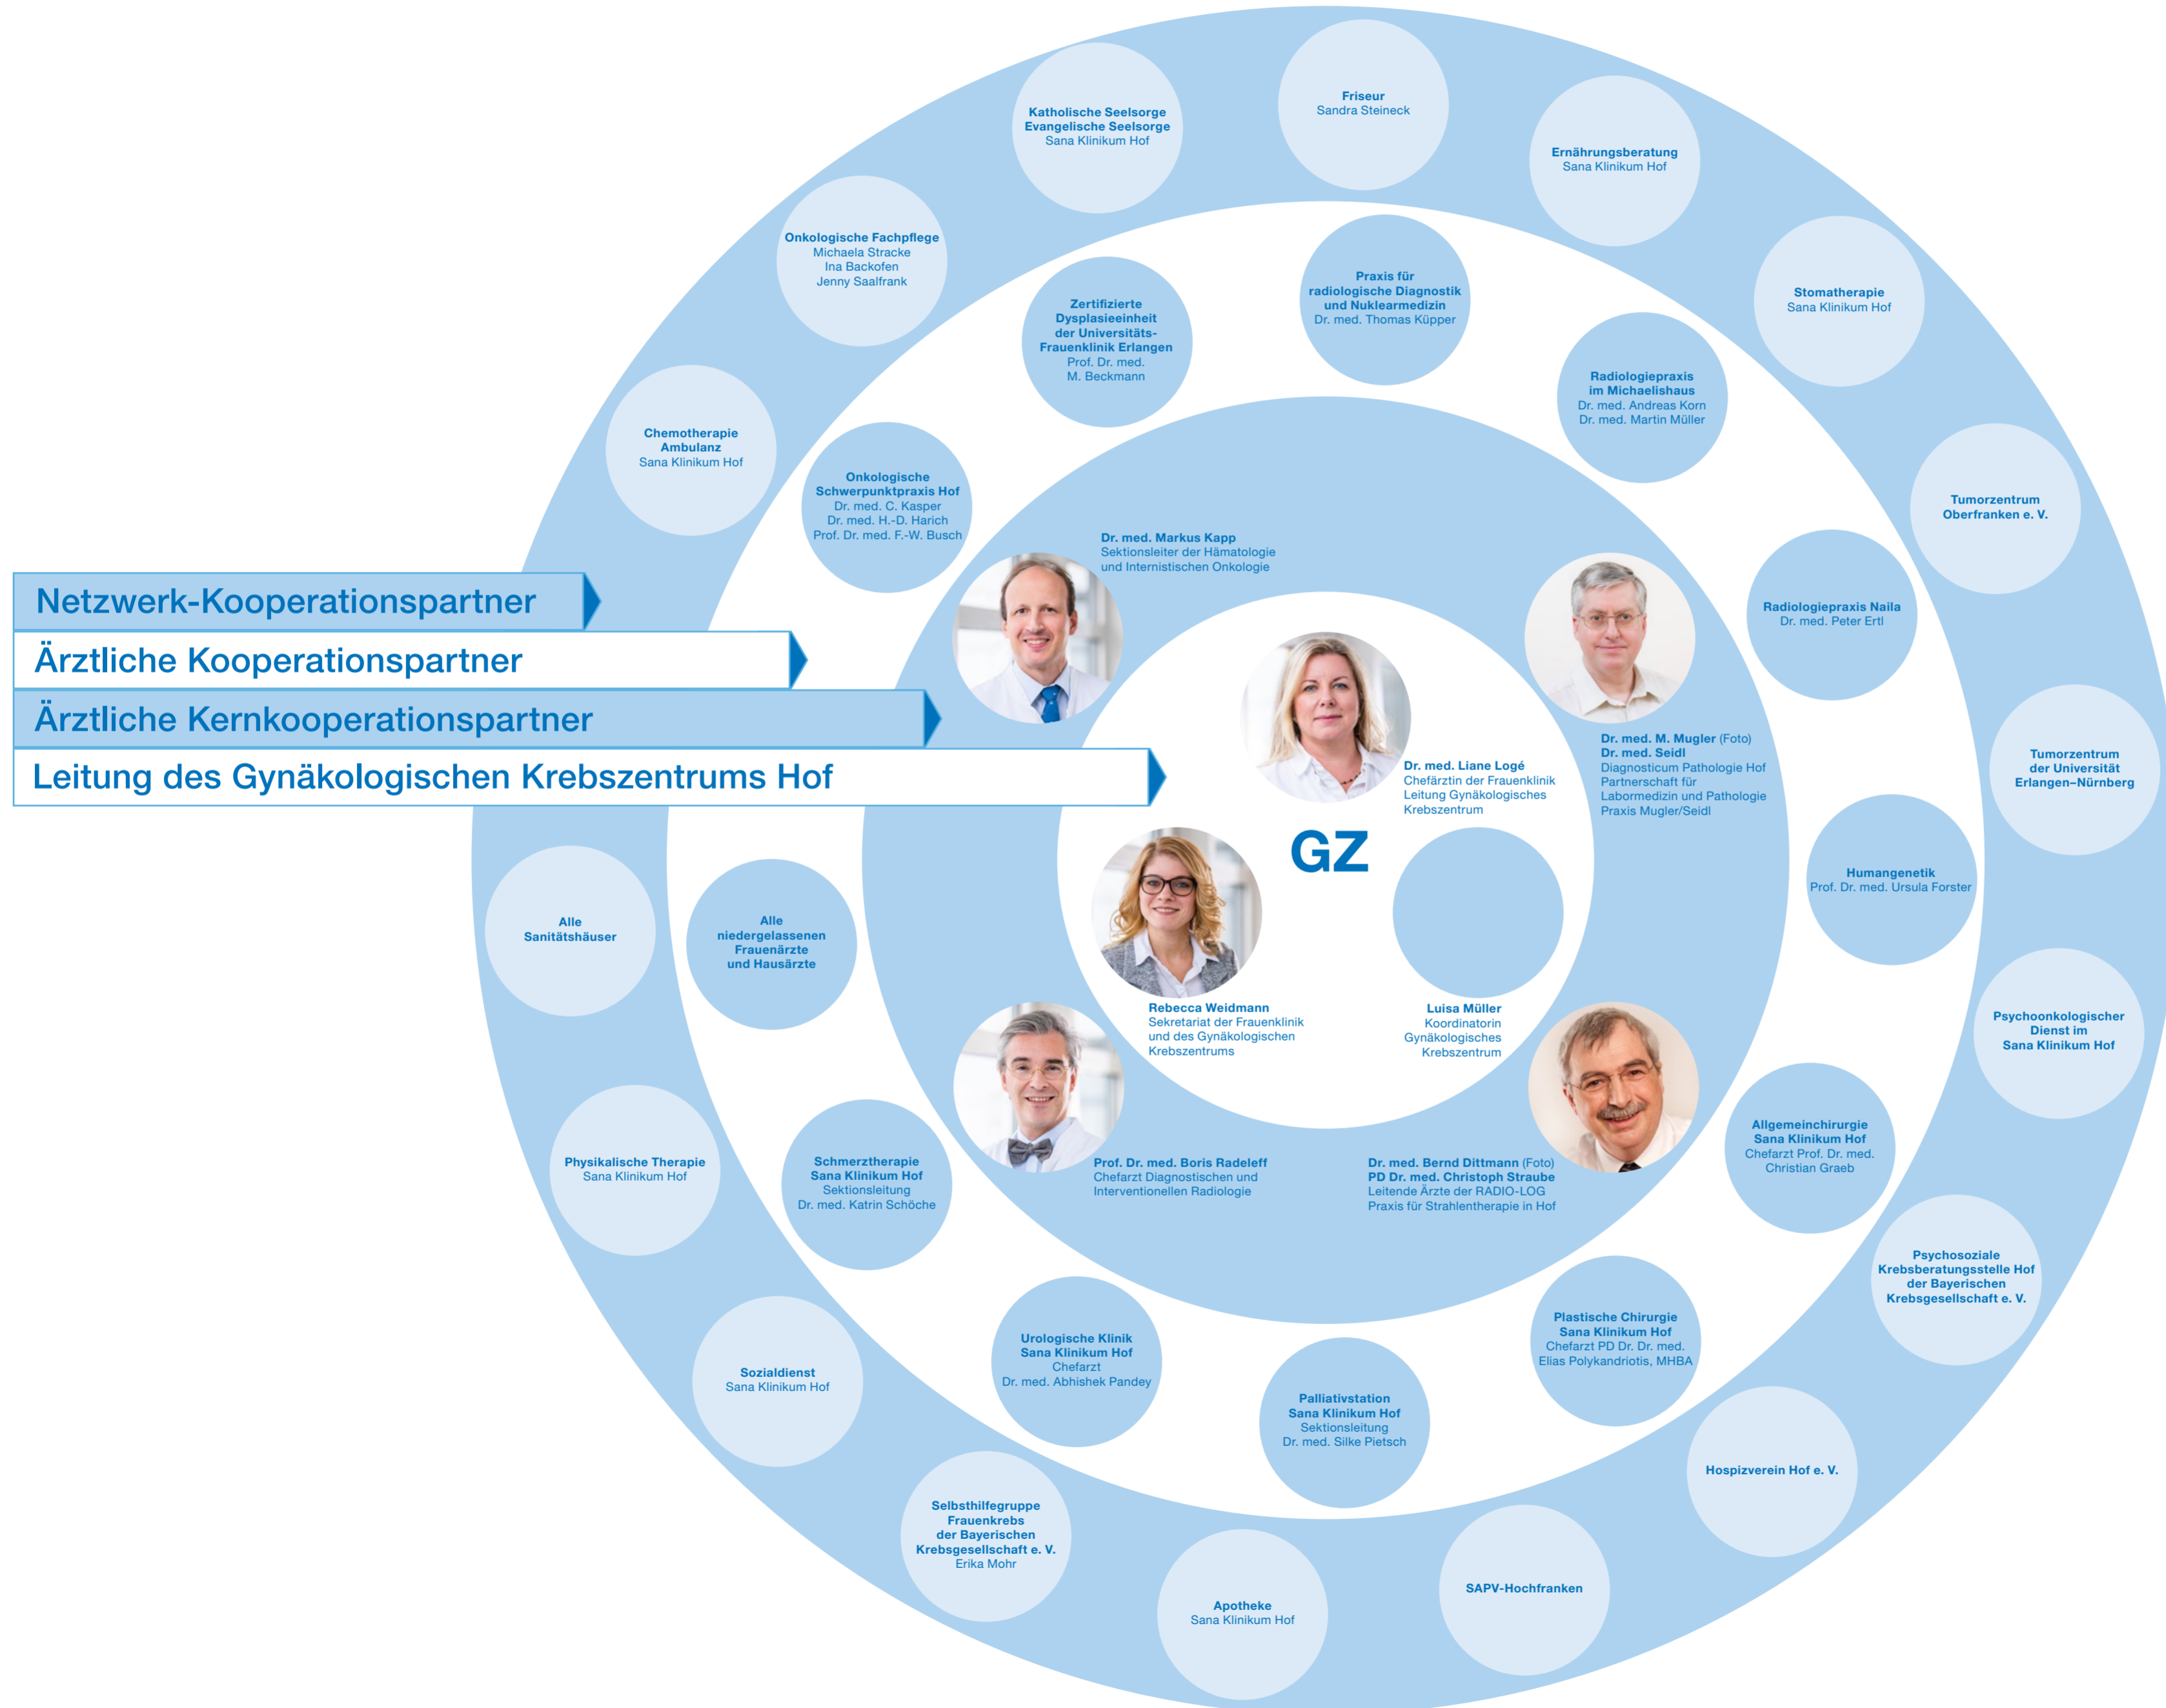 Netzwerk-Kooperationspartner
Ärztliche Kooperationspartner
Ärztliche Kernkooperationspartner
Leitung des Gynäkologischen Krebszentrums Hof
Katholische Seelsorge
Evangelische Seelsorge
Sana Klinikum Hof
Friseur
Sandra Steineck
Ernährungsberatung
Sana Klinikum Hof
Stomatherapie
Sana Klinikum Hof
Tumorzentrum
Oberfranken e. V.
Tumorzentrum
der Universität
Erlangen–Nürnberg
Psychoonkologischer
Dienst im
Sana Klinikum Hof
Psychosoziale
Krebsberatungsstelle Hof
der Bayerischen
Krebsgesellschaft e. V.
Hospizverein Hof e. V.
SAPV-Hochfranken
Apotheke
Sana Klinikum Hof
Selbsthilfegruppe
Frauenkrebs
der Bayerischen
Krebsgesellschaft e. V.
Erika Mohr
Sozialdienst
Sana Klinikum Hof
Physikalische Therapie
Sana Klinikum Hof
Alle
Sanitätshäuser
Chemotherapie
Ambulanz
Sana Klinikum Hof
Onkologische Fachpflege
Michaela Stracke
Ina Backofen
Jenny Saalfrank
Zertifizierte
Dysplasieeinheit
der Universitäts-
Frauenklinik Erlangen
Prof. Dr. med.
M. Beckmann
Praxis für
radiologische Diagnostik
und Nuklearmedizin
Dr. med. Thomas Küpper
Radiologiepraxis
im Michaelishaus
Dr. med. Andreas Korn
Dr. med. Martin Müller
Radiologiepraxis Naila
Dr. med. Peter Ertl
Humangenetik
Prof. Dr. med. Ursula Forster
Allgemeinchirurgie
Sana Klinikum Hof
Chefarzt Prof. Dr. med.
Christian Graeb
Plastische Chirurgie
Sana Klinikum Hof
Chefarzt PD Dr. Dr. med.
Elias Polykandriotis, MHBA
Palliativstation
Sana Klinikum Hof
Sektionsleitung
Dr. med. Silke Pietsch
Urologische Klinik
Sana Klinikum Hof
Chefarzt
Dr. med. Abhishek Pandey
Schmerztherapie
Sana Klinikum Hof
Sektionsleitung
Dr. med. Katrin Schöche
Alle
niedergelassenen
Frauenärzte
und Hausärzte
Onkologische
Schwerpunktpraxis Hof
Dr. med. C. Kasper
Dr. med. H.-D. Harich
Prof. Dr. med. F.-W. Busch
Dr. med. Markus Kapp
Sektionsleiter der Hämatologie
und Internistischen Onkologie
Dr. med. M. Mugler (Foto)
Dr. med. Seidl
Diagnosticum Pathologie Hof
Partnerschaft für
Labormedizin und Pathologie
Praxis Mugler/Seidl
Dr. med. Bernd Dittmann (Foto)
PD Dr. med. Christoph Straube
Leitende Ärzte der RADIO-LOG
Praxis für Strahlentherapie in Hof
Prof. Dr. med. Boris Radeleff
Chefarzt Diagnostischen und
Interventionellen Radiologie
Dr. med. Liane Logé
Chefärztin der Frauenklinik
Leitung Gynäkologisches
Krebszentrum
GZ
Rebecca Weidmann
Sekretariat der Frauenklinik
und des Gynäkologischen
Krebszentrums
Luisa Müller
Koordinatorin
Gynäkologisches
Krebszentrum